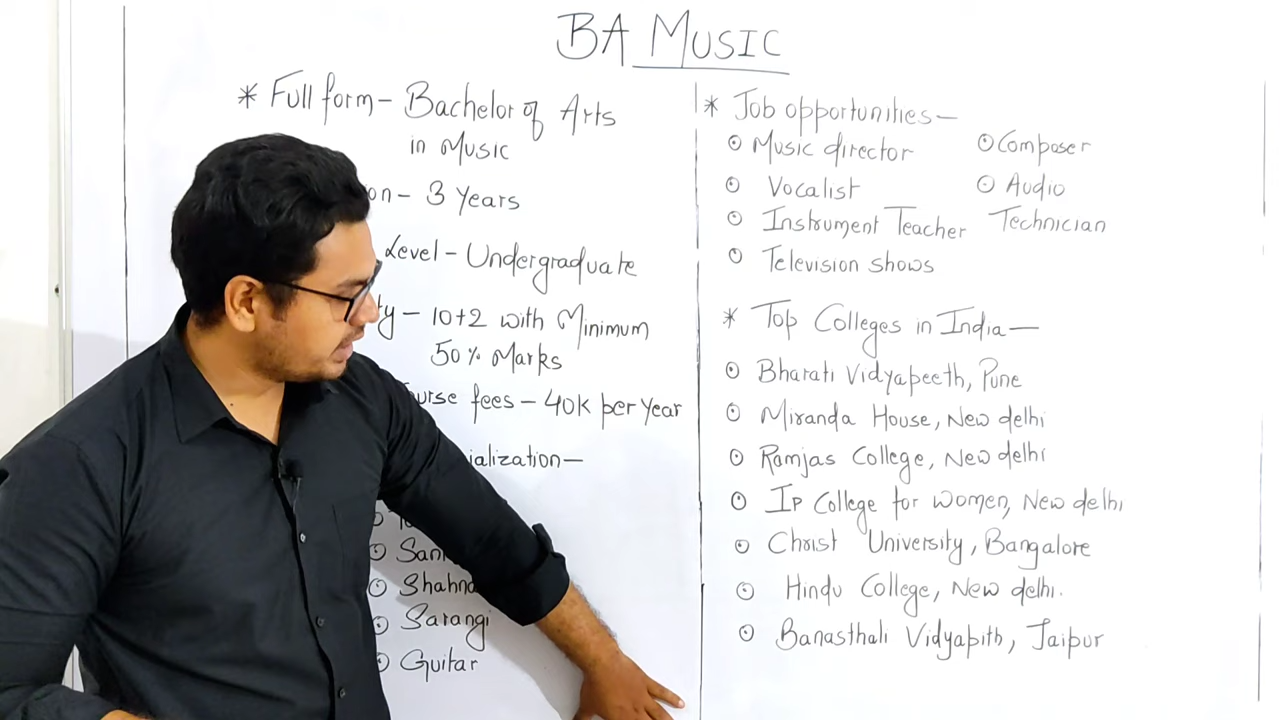 BA MUSIC
* Full form - Bachelor of Arts
in Music
on - 3 Years
Level - Undergraduate
ty - 10+2 with Minimum
50% Marks
urse fees - 40K per Year
ialization -
San
Shahna
Sarangi
Guitar
* Job opportunities -
Music director
Composer
Vocalist
Audio
Instrument Teacher
Technician
Television shows
* Top Colleges in India -
Bharati Vidyapeeth, Pune
Miranda House, New delhi
Ramjas College, New delhi
IP College for women, New delhi
Christ University, Bangalore
Hindu College, New delhi.
Banasthali Vidyapith, Jaipur